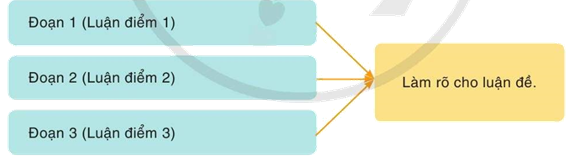 Đoạn 1 (Luận điểm 1)
Đoạn 2 (Luận điểm 2)
Làm rõ cho luận đề.
Đoạn 3 (Luận điểm 3)